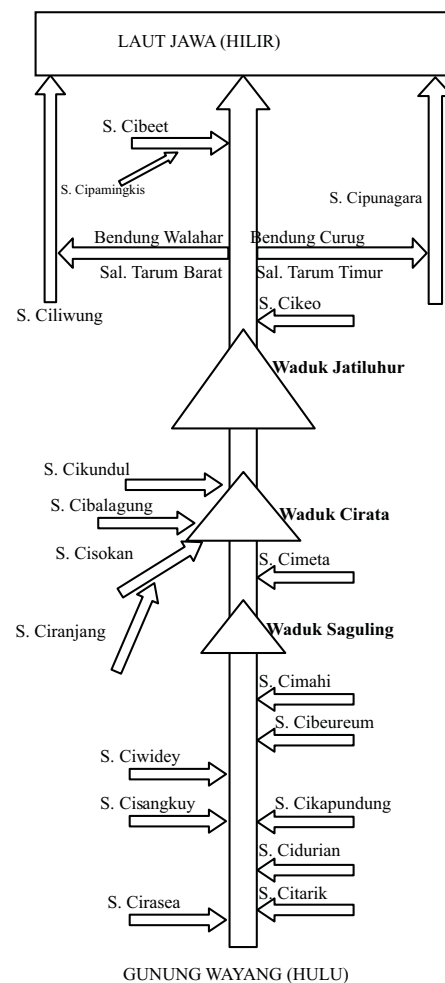 LAUT JAWA (HILIR)
S. Cibeet
S. Cipamingkis
S. Cipunagara
Bendung Walahar
Bendung Curug
Sal. Tarum Barat
Sal. Tarum Timur
S. Cikeo
S. Ciliwung
Waduk Jatiluhur
S. Cikundul
S. Cibalagung
Waduk Cirata
S. Cisokan
S. Cimeta
S. Ciranjang
Waduk Saguling
S. Cimahi
S. Cibeureum
S. Ciwidey
S. Cisangkuy
S. Cikapundung
S. Cidurian
S. Citarik
S. Cirasea
GUNUNG WAYANG (HULU)